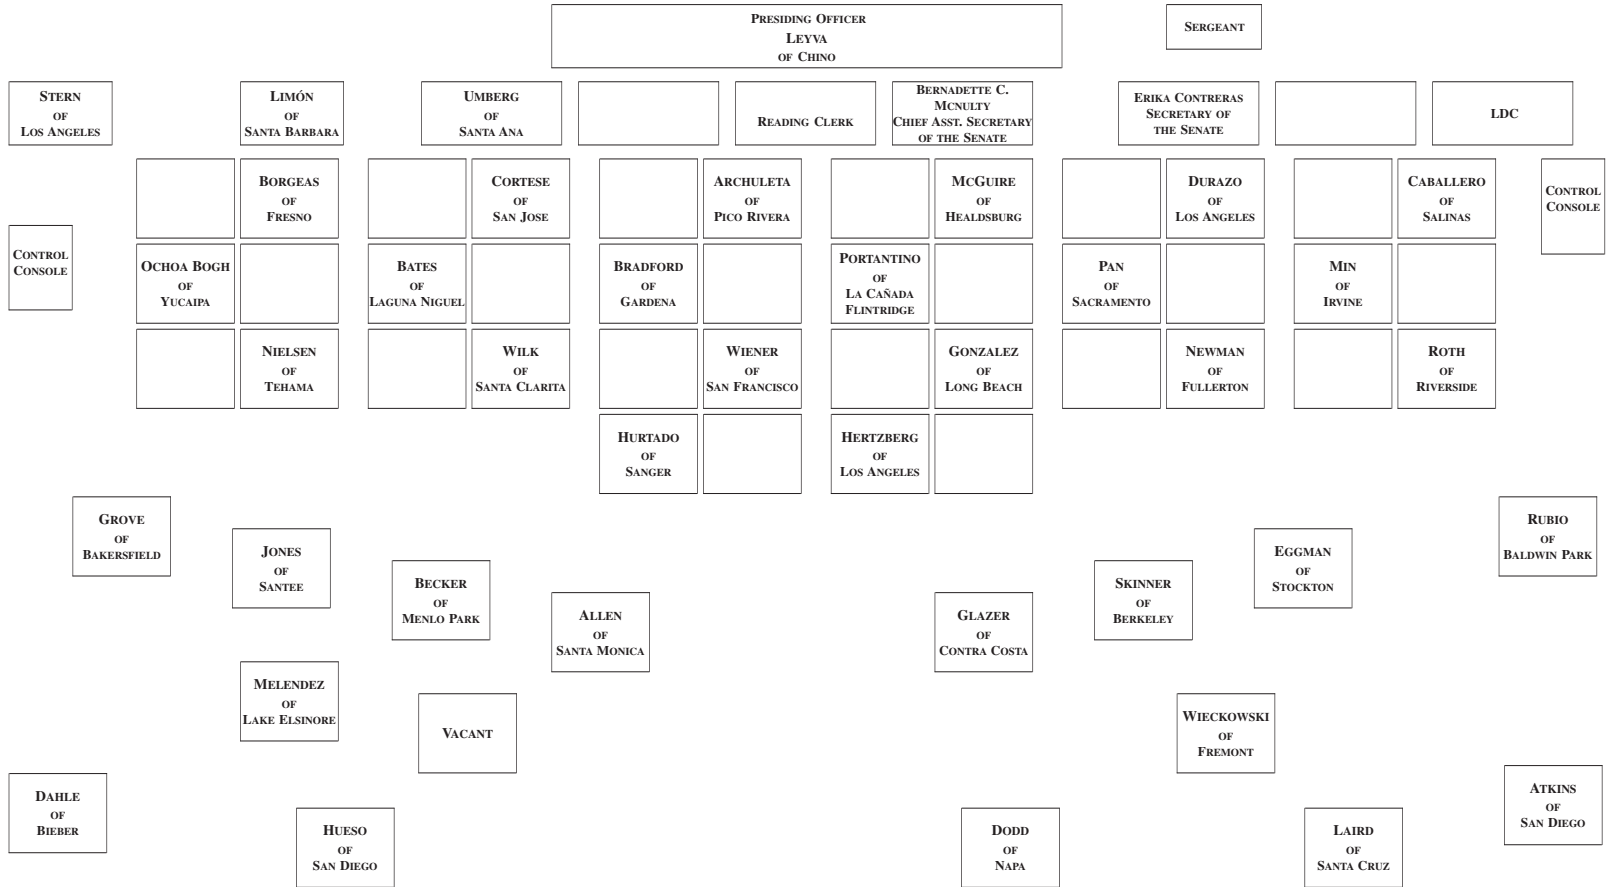 PRESIDING OFFICER
LEYVA
OF CHINO
SERGEANT
STERN
OF
LOS ANGELES
LIMÓN
OF
SANTA BARBARA
UMBERG
OF
SANTA ANA
READING CLERK
BERNADETTE C.
MCNULTY
CHIEF ASST. SECRETARY
OF THE SENATE
ERIKA CONTRERAS
SECRETARY OF
THE SENATE
LDC
BORGEAS
OF
FRESNO
CORTESE
OF
SAN JOSE
ARCHULETA
OF
PICO RIVERA
MCGUIRE
OF
HEALDSBURG
DURAZO
OF
LOS ANGELES
CABALLERO
OF
SALINAS
CONTROL
CONSOLE
CONTROL
CONSOLE
OCHOA BOGH
OF
YUCAIPA
BATES
OF
LAGUNA NIGUEL
BRADFORD
OF
GARDENA
PORTANTINO
OF
LA CAÑADA
FLINTRIDGE
PAN
OF
SACRAMENTO
MIN
OF
IRVINE
NIELSEN
OF
TEHAMA
WILK
OF
SANTA CLARITA
WIENER
OF
SAN FRANCISCO
GONZALEZ
OF
LONG BEACH
NEWMAN
OF
FULLERTON
ROTH
OF
RIVERSIDE
HURTADO
OF
SANGER
HERTZBERG
OF
LOS ANGELES
GROVE
OF
BAKERSFIELD
JONES
OF
SANTEE
BECKER
OF
MENLO PARK
ALLEN
OF
SANTA MONICA
GLAZER
OF
CONTRA COSTA
SKINNER
OF
BERKELEY
EGGMAN
OF
STOCKTON
RUBIO
OF
BALDWIN PARK
MELENDEZ
OF
LAKE ELSINORE
VACANT
WIECKOWSKI
OF
FREMONT
DAHLE
OF
BIEBER
HUESO
OF
SAN DIEGO
DODD
OF
NAPA
LAIRD
OF
SANTA CRUZ
ATKINS
OF
SAN DIEGO